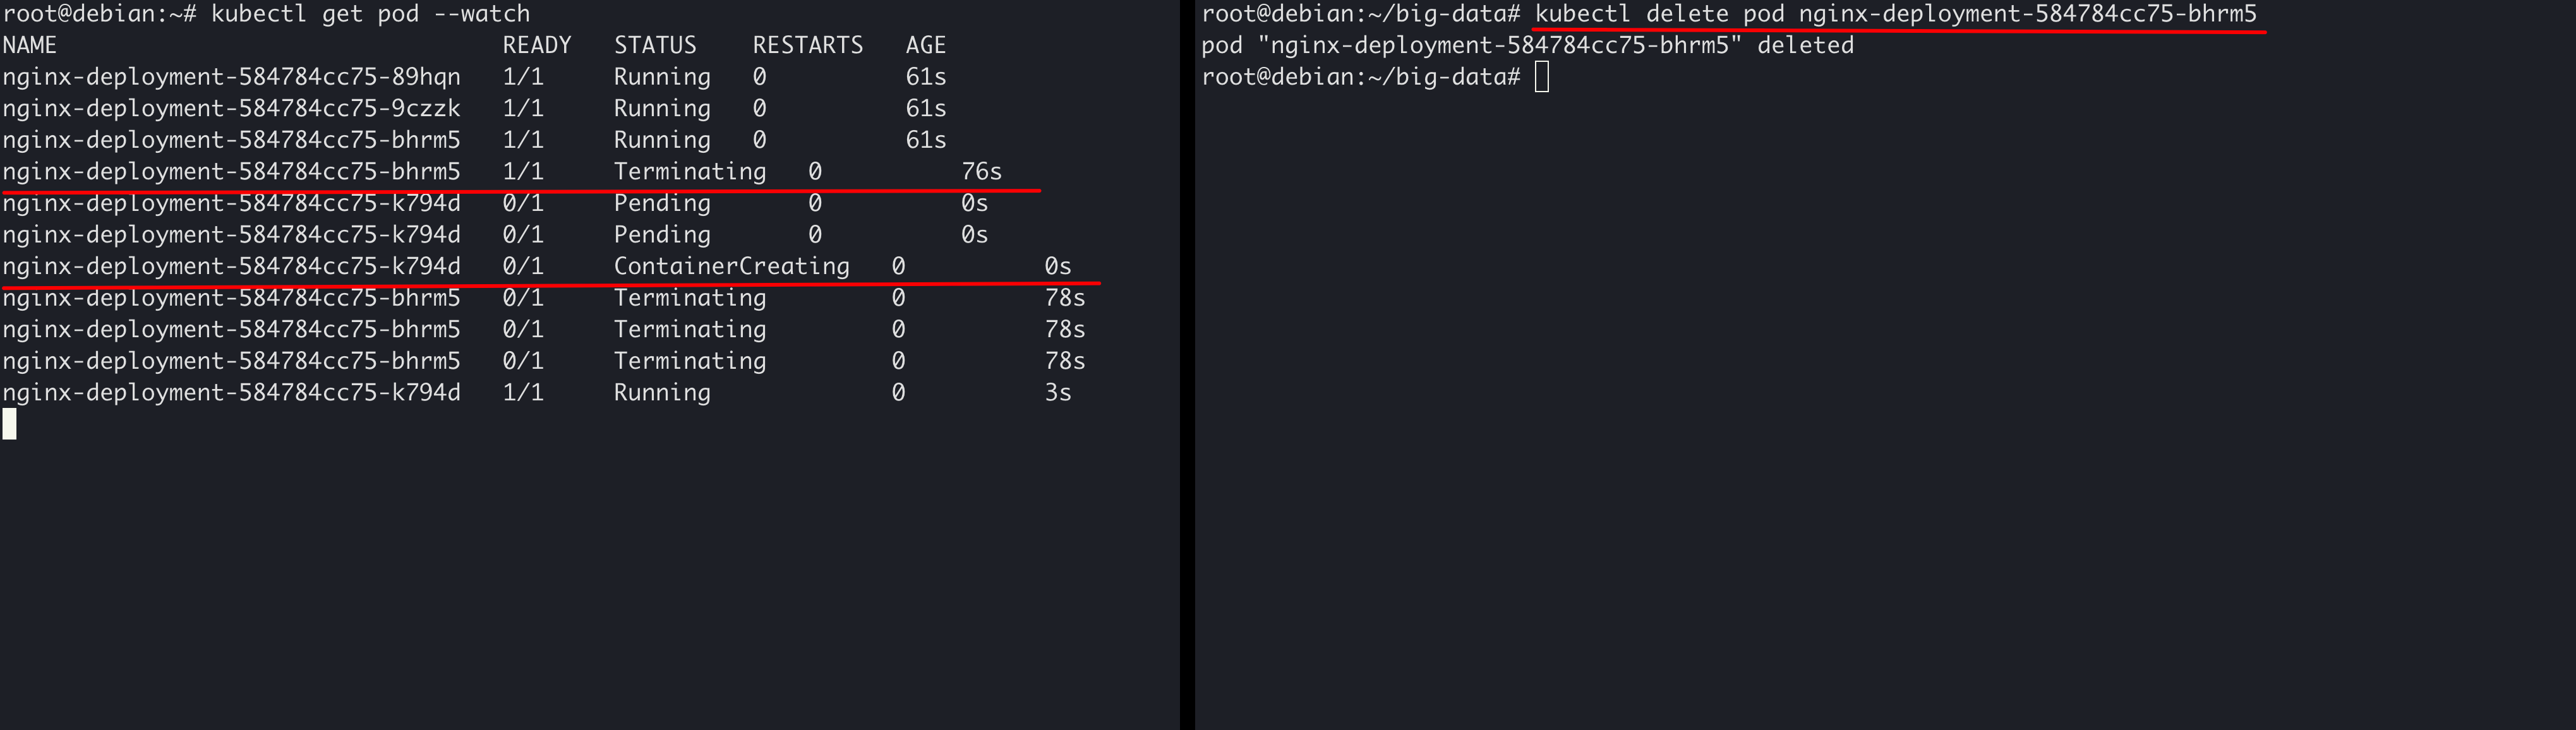 root@debian:~# kubectl get pod --watch
NAME READY STATUS RESTARTS AGE
nginx-deployment-584784cc75-89hqn 1/1 Running 0 61s
nginx-deployment-584784cc75-9czzk 1/1 Running 0 61s
nginx-deployment-584784cc75-bhrm5 1/1 Running 0 61s
nginx-deployment-584784cc75-bhrm5 1/1 Terminating 0 76s
nginx-deployment-584784cc75-k794d 0/1 Pending 0 0s
nginx-deployment-584784cc75-k794d 0/1 Pending 0 0s
nginx-deployment-584784cc75-k794d 0/1 ContainerCreating 0 0s
nginx-deployment-584784cc75-bhrm5 0/1 Terminating 0 78s
nginx-deployment-584784cc75-bhrm5 0/1 Terminating 0 78s
nginx-deployment-584784cc75-bhrm5 0/1 Terminating 0 78s
nginx-deployment-584784cc75-k794d 1/1 Running 0 3s
root@debian:~/big-data# kubectl delete pod nginx-deployment-584784cc75-bhrm5
pod "nginx-deployment-584784cc75-bhrm5" deleted
root@debian:~/big-data#